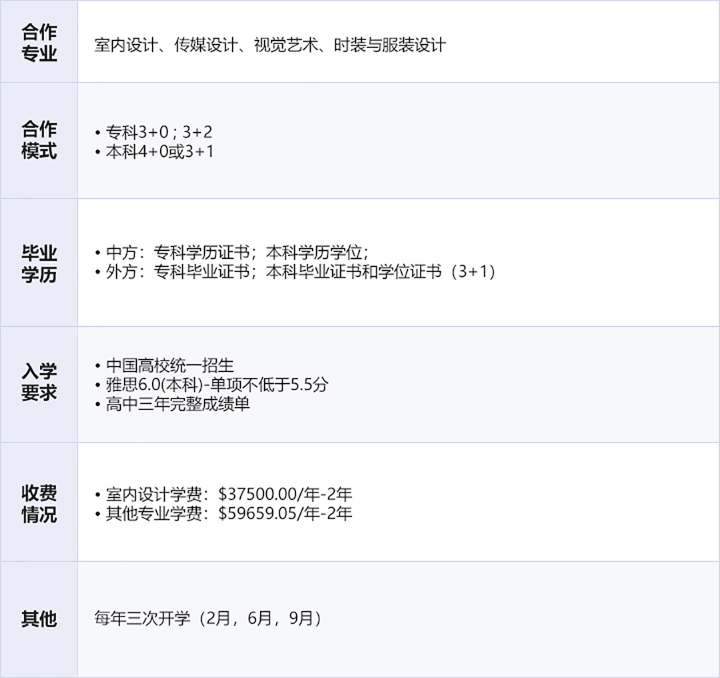 合作
专业
室内设计、传媒设计、视觉艺术、时装与服装设计
合作
模式
• 专科3+0 ; 3+2
• 本科4+0或3+1
毕业
学历
• 中方：专科学历证书；本科学历学位；
• 外方：专科毕业证书；本科毕业证书和学位证书（3+1）
入学
要求
• 中国高校统一招生
• 雅思6.0(本科)-单项不低于5.5分
• 高中三年完整成绩单
收费
情况
• 室内设计学费：$37500.00/年-2年
• 其他专业学费：$59659.05/年-2年
其他
每年三次开学（2月，6月，9月）